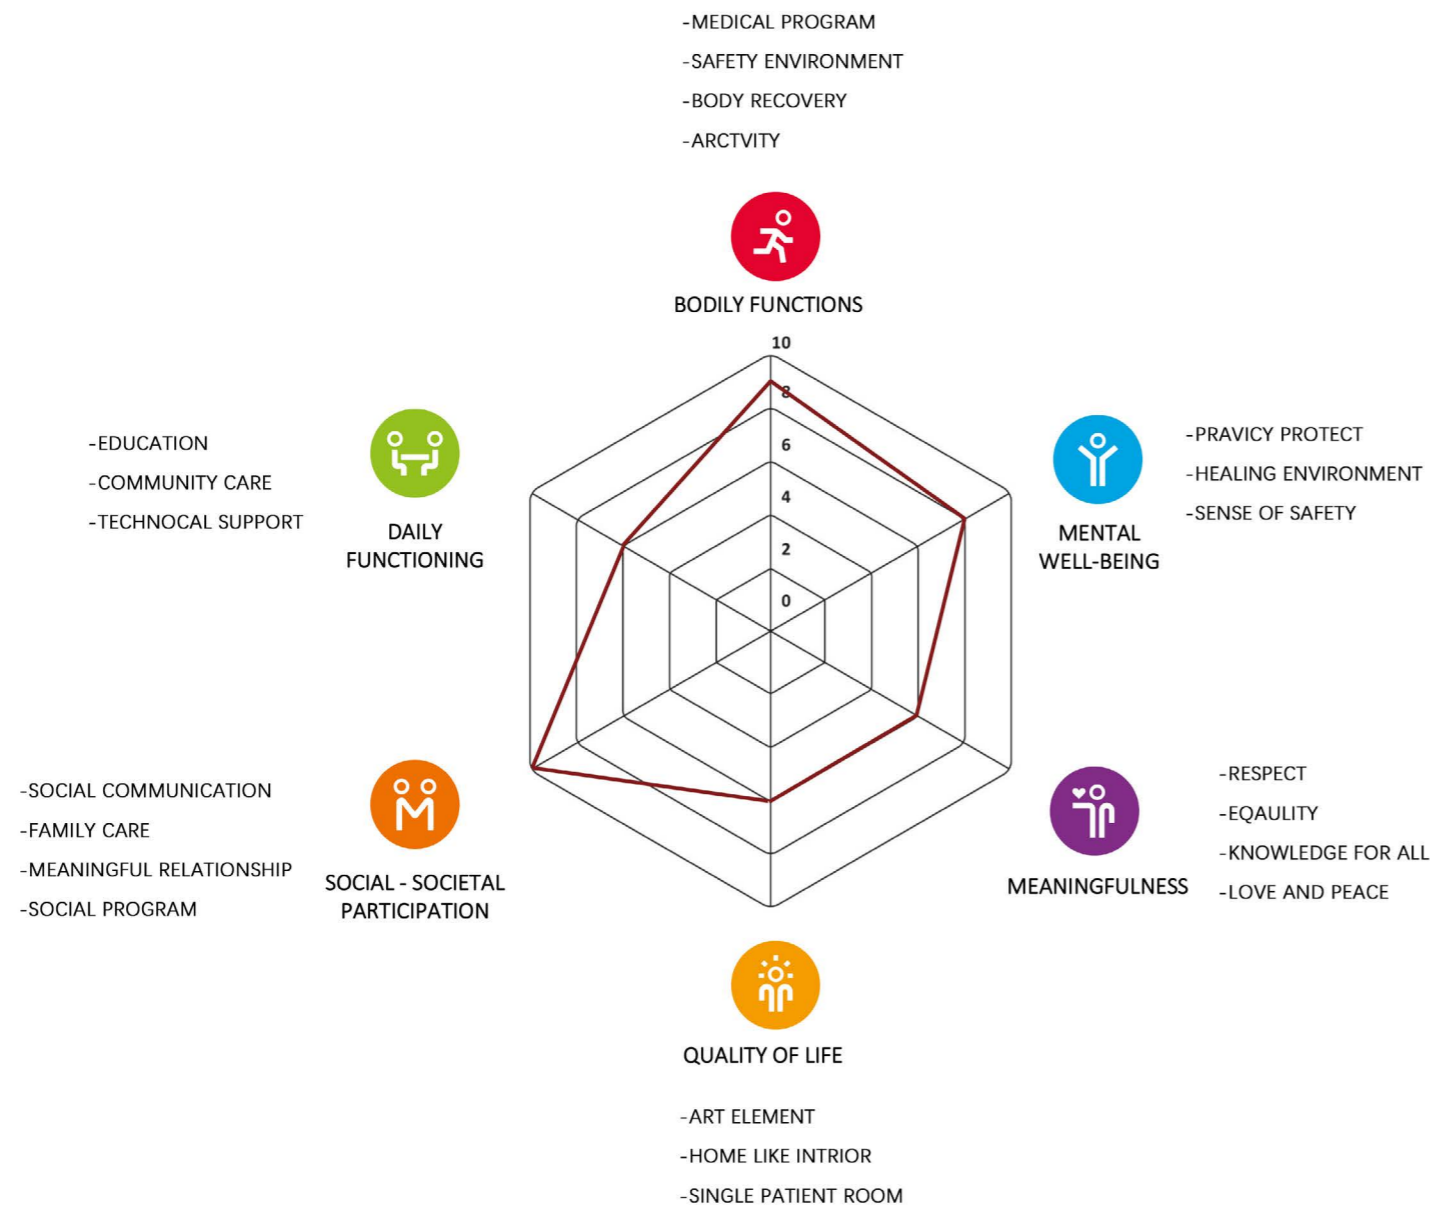 -MEDICAL PROGRAM
-SAFETY ENVIRONMENT
-BODY RECOVERY
-ARCTVITY
BODILY FUNCTIONS
10
8
6
4
2
0
-EDUCATION
-COMMUNITY CARE
-TECHNOCAL SUPPORT
DAILY
FUNCTIONING
-PRAVICY PROTECT
-HEALING ENVIRONMENT
-SENSE OF SAFETY
MENTAL
WELL-BEING
-SOCIAL COMMUNICATION
-FAMILY CARE
-MEANINGFUL RELATIONSHIP
-SOCIAL PROGRAM
SOCIAL - SOCIETAL
PARTICIPATION
-RESPECT
-EQAULITY
-KNOWLEDGE FOR ALL
-LOVE AND PEACE
MEANINGFULNESS
QUALITY OF LIFE
-ART ELEMENT
-HOME LIKE INTRIOR
-SINGLE PATIENT ROOM